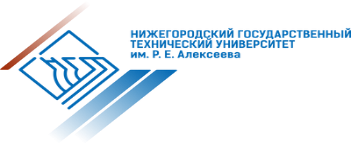 НИЖЕГОРОДСКИЙ ГОСУДАРСТВЕННЫЙ
ТЕХНИЧЕСКИЙ УНИВЕРСИТЕТ
им. Р. Е. Алексеева